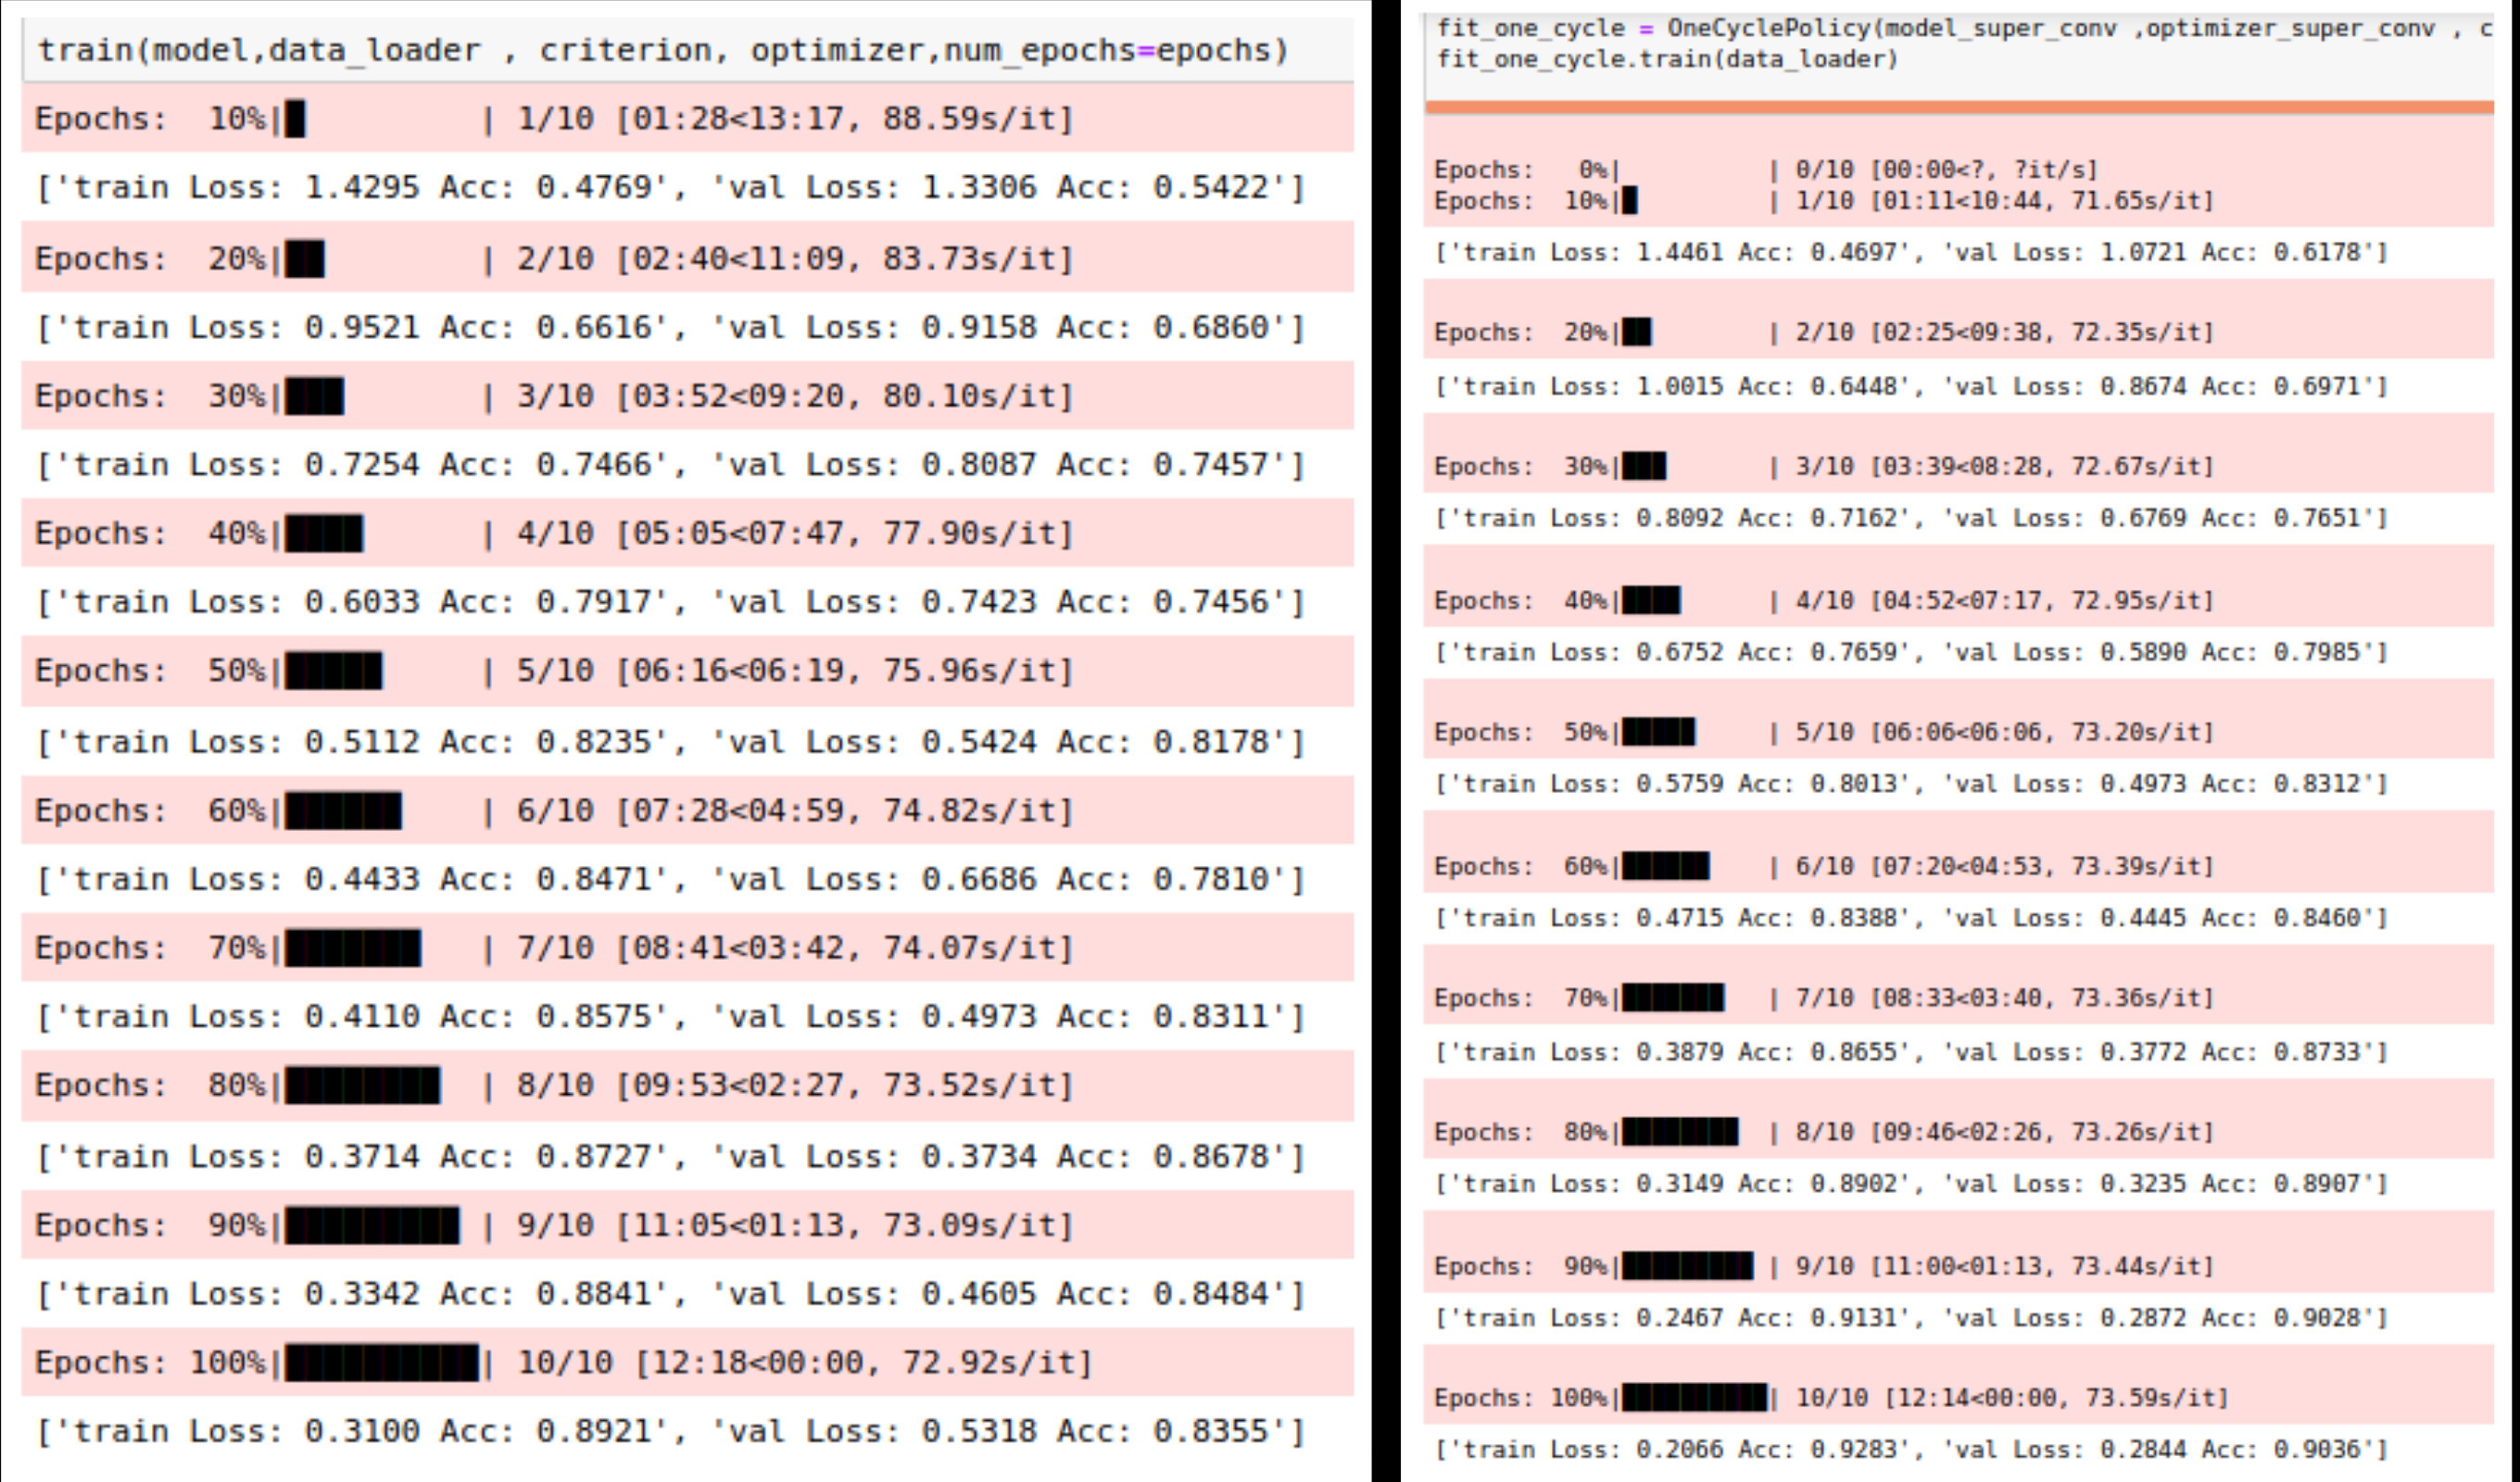 train(model,data_loader , criterion, optimizer,num_epochs=epochs)
Epochs:  10%|█         | 1/10 [01:28<13:17, 88.59s/it]
['train Loss: 1.4295 Acc: 0.4769', 'val Loss: 1.3306 Acc: 0.5422']
Epochs:  20%|██        | 2/10 [02:40<11:09, 83.73s/it]
['train Loss: 0.9521 Acc: 0.6616', 'val Loss: 0.9158 Acc: 0.6860']
Epochs:  30%|███       | 3/10 [03:52<09:20, 80.10s/it]
['train Loss: 0.7254 Acc: 0.7466', 'val Loss: 0.8087 Acc: 0.7457']
Epochs:  40%|████      | 4/10 [05:05<07:47, 77.90s/it]
['train Loss: 0.6033 Acc: 0.7917', 'val Loss: 0.7423 Acc: 0.7456']
Epochs:  50%|█████     | 5/10 [06:16<06:19, 75.96s/it]
['train Loss: 0.5112 Acc: 0.8235', 'val Loss: 0.5424 Acc: 0.8178']
Epochs:  60%|██████    | 6/10 [07:28<04:59, 74.82s/it]
['train Loss: 0.4433 Acc: 0.8471', 'val Loss: 0.6686 Acc: 0.7810']
Epochs:  70%|███████   | 7/10 [08:41<03:42, 74.07s/it]
['train Loss: 0.4110 Acc: 0.8575', 'val Loss: 0.4973 Acc: 0.8311']
Epochs:  80%|████████  | 8/10 [09:53<02:27, 73.52s/it]
['train Loss: 0.3714 Acc: 0.8727', 'val Loss: 0.3734 Acc: 0.8678']
Epochs:  90%|█████████ | 9/10 [11:05<01:13, 73.09s/it]
['train Loss: 0.3342 Acc: 0.8841', 'val Loss: 0.4605 Acc: 0.8484']
Epochs: 100%|██████████| 10/10 [12:18<00:00, 72.92s/it]
['train Loss: 0.3100 Acc: 0.8921', 'val Loss: 0.5318 Acc: 0.8355']
fit_one_cycle = OneCyclePolicy(model_super_conv ,optimizer_super_conv , c
fit_one_cycle.train(data_loader)
Epochs:   0%|          | 0/10 [00:00<?, ?it/s]
Epochs:  10%|█         | 1/10 [01:11<10:44, 71.65s/it]
['train Loss: 1.4461 Acc: 0.4697', 'val Loss: 1.0721 Acc: 0.6178']
Epochs:  20%|██        | 2/10 [02:25<09:38, 72.35s/it]
['train Loss: 1.0015 Acc: 0.6448', 'val Loss: 0.8674 Acc: 0.6971']
Epochs:  30%|███       | 3/10 [03:39<08:28, 72.67s/it]
['train Loss: 0.8092 Acc: 0.7162', 'val Loss: 0.6769 Acc: 0.7651']
Epochs:  40%|████      | 4/10 [04:52<07:17, 72.95s/it]
['train Loss: 0.6752 Acc: 0.7659', 'val Loss: 0.5890 Acc: 0.7985']
Epochs:  50%|█████     | 5/10 [06:06<06:06, 73.20s/it]
['train Loss: 0.5759 Acc: 0.8013', 'val Loss: 0.4973 Acc: 0.8312']
Epochs:  60%|██████    | 6/10 [07:20<04:53, 73.39s/it]
['train Loss: 0.4715 Acc: 0.8388', 'val Loss: 0.4445 Acc: 0.8460']
Epochs:  70%|███████   | 7/10 [08:33<03:40, 73.36s/it]
['train Loss: 0.3879 Acc: 0.8655', 'val Loss: 0.3772 Acc: 0.8733']
Epochs:  80%|████████  | 8/10 [09:46<02:26, 73.26s/it]
['train Loss: 0.3149 Acc: 0.8902', 'val Loss: 0.3235 Acc: 0.8907']
Epochs:  90%|█████████ | 9/10 [11:00<01:13, 73.44s/it]
['train Loss: 0.2467 Acc: 0.9131', 'val Loss: 0.2872 Acc: 0.9028']
Epochs: 100%|██████████| 10/10 [12:14<00:00, 73.59s/it]
['train Loss: 0.2066 Acc: 0.9283', 'val Loss: 0.2844 Acc: 0.9036']